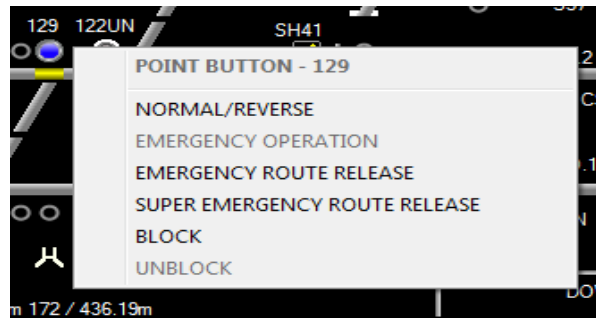 129 122UN SH41
POINT BUTTON - 129
NORMAL/REVERSE
EMERGENCY OPERATION
EMERGENCY ROUTE RELEASE
SUPER EMERGENCY ROUTE RELEASE
BLOCK
UNBLOCK
m 172 / 436.19m